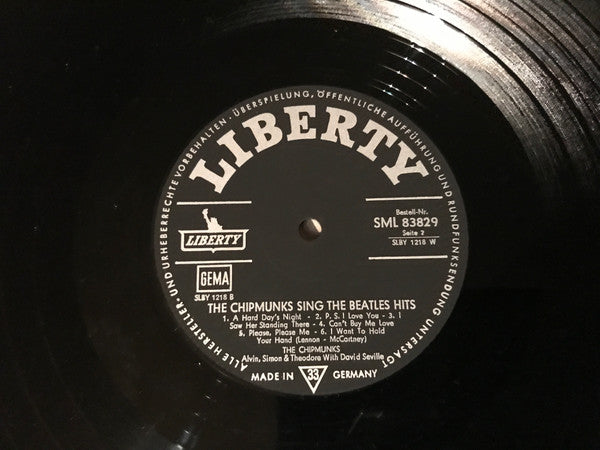 ALLE HERSTELLER- UND URHEBERRECHTE VORBEHALTEN · ÜBERSPIELUNG, ÖFFENTLICHE AUFFÜHRUNG UND RUNDFUNKSENDUNG UNTERSAGT
LIBERTY
LIBERTY
Bestell-Nr.
SML 83829
Seite 2
SLBY 1218 W
GEMA
SLBY 1218 B
THE CHIPMUNKS SING THE BEATLES HITS
1. A Hard Day's Night - 2. P. S. I Love You - 3. I
Saw Her Standing There - 4. Can't Buy Me Love
5. Please, Please Me - 6. I Want To Hold
Your Hand (Lennon - McCartney)
THE CHIPMUNKS
Alvin, Simon & Theodore With David Seville
MADE IN 33 GERMANY